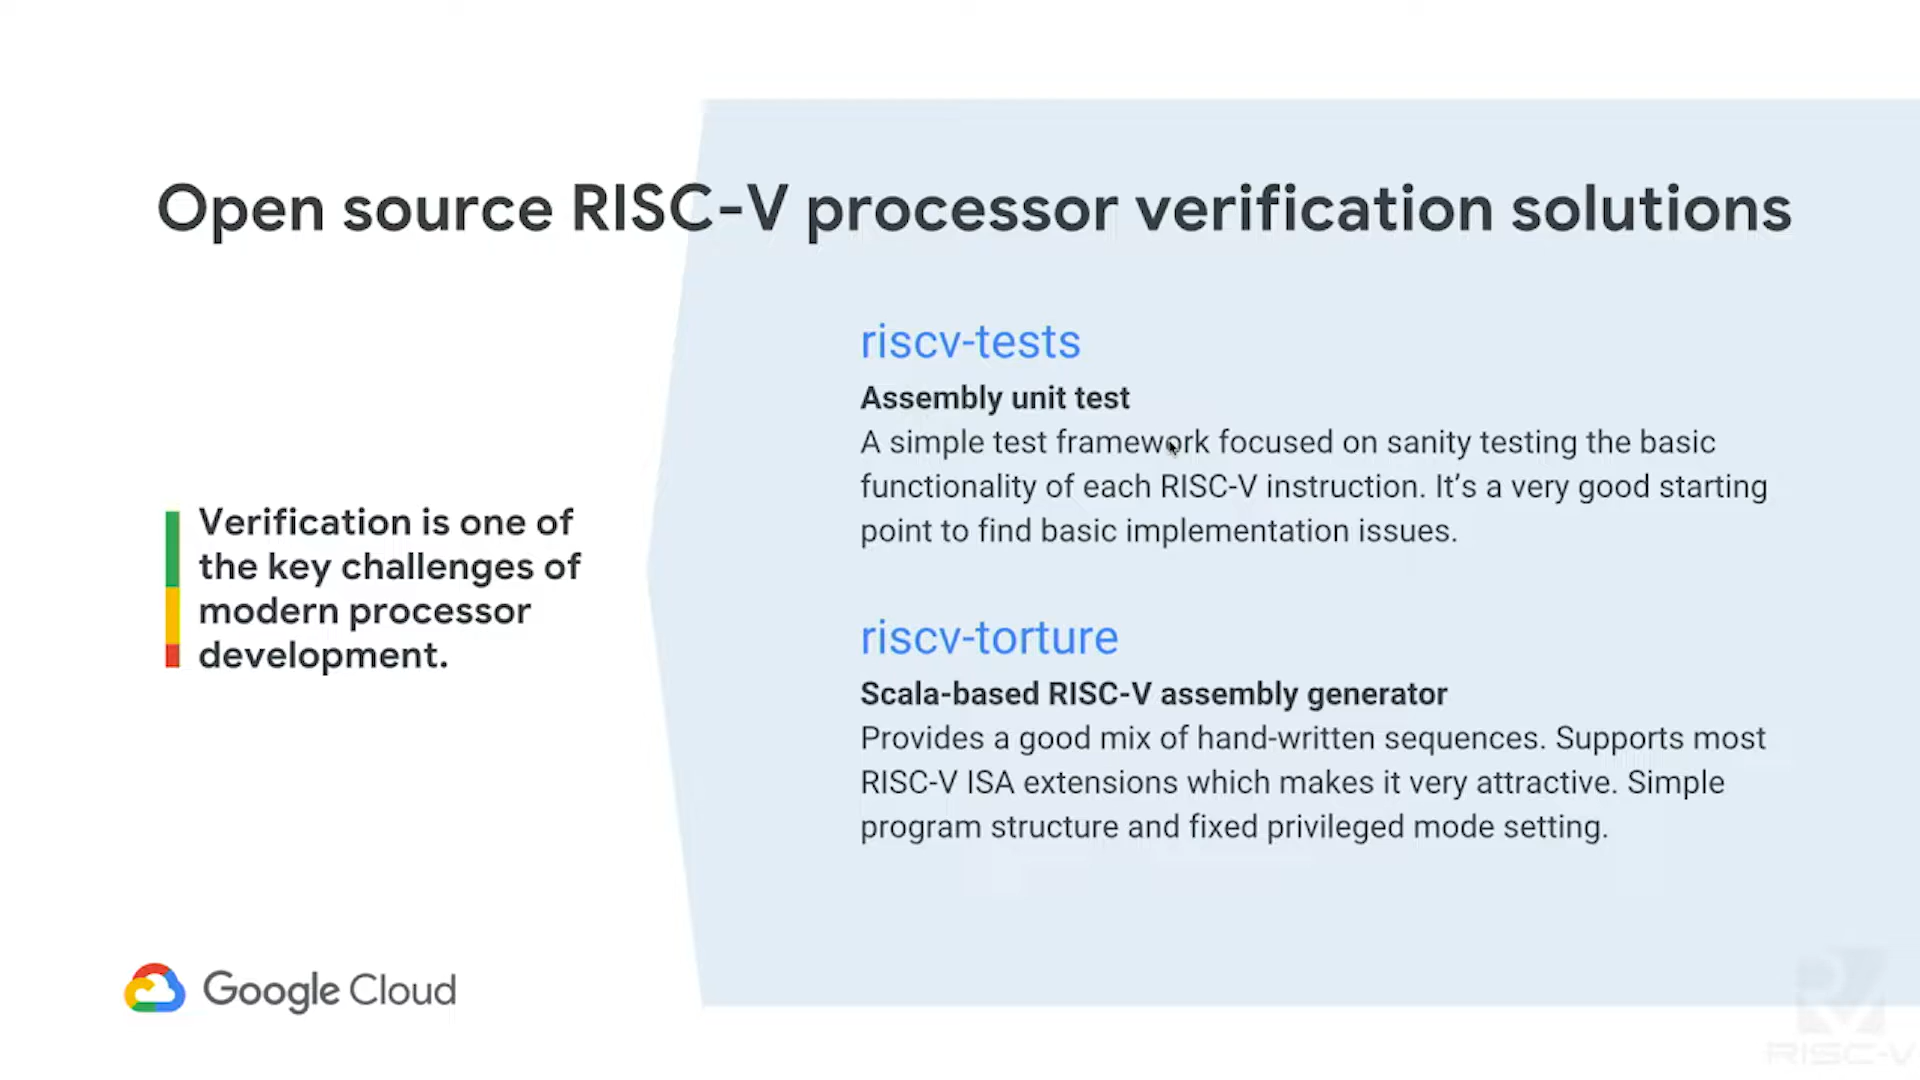 Open source RISC-V processor verification solutions
Verification is one of
the key challenges of
modern processor
development.
riscv-tests
Assembly unit test
A simple test framework focused on sanity testing the basic
functionality of each RISC-V instruction. It’s a very good starting
point to find basic implementation issues.
riscv-torture
Scala-based RISC-V assembly generator
Provides a good mix of hand-written sequences. Supports most
RISC-V ISA extensions which makes it very attractive. Simple
program structure and fixed privileged mode setting.
Google Cloud
RISC-V